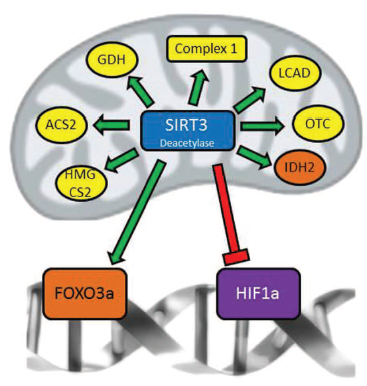 Complex 1
GDH
LCAD
ACS2
SIRT3
Deacetylase
OTC
HMG
CS2
IDH2
FOXO3a
HIF1a